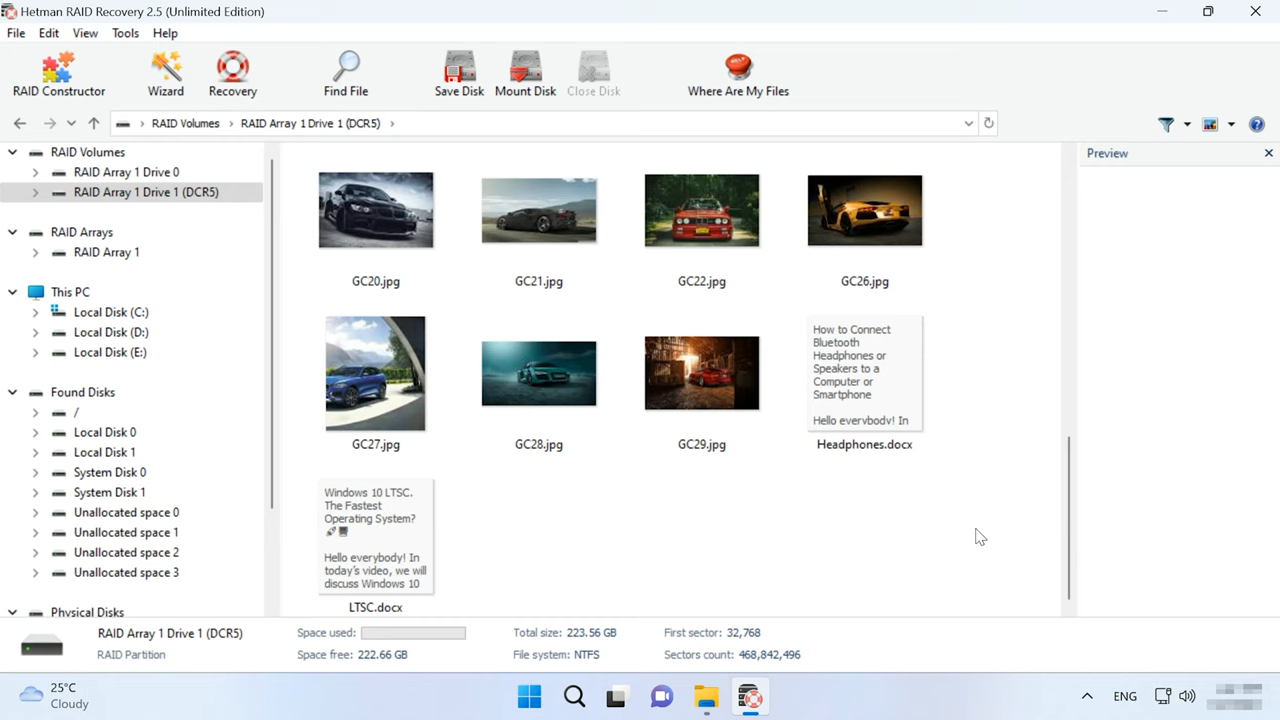 Hetman RAID Recovery 2.5 (Unlimited Edition)
File Edit View Tools Help
RAID Constructor Wizard Recovery Find File Save Disk Mount Disk Close Disk Where Are My Files
RAID Volumes RAID Array 1 Drive 1 (DCR5)
RAID Volumes
RAID Array 1 Drive 0
RAID Array 1 Drive 1 (DCR5)
RAID Arrays
RAID Array 1
This PC
Local Disk (C:)
Local Disk (D:)
Local Disk (E:)
Found Disks
/
Local Disk 0
Local Disk 1
System Disk 0
System Disk 1
Unallocated space 0
Unallocated space 1
Unallocated space 2
Unallocated space 3
Physical Disks
GC20.jpg GC21.jpg GC22.jpg GC26.jpg
GC27.jpg GC28.jpg GC29.jpg
How to Connect
Bluetooth
Headphones or
Speakers to a
Computer or
Smartphone
Hello everybody! In
Headphones.docx
Windows 10 LTSC.
The Fastest
Operating System?
Hello everybody! In
today's video, we will
discuss Windows 10
LTSC.docx
Preview
RAID Array 1 Drive 1 (DCR5)
RAID Partition
Space used:
Space free: 222.66 GB
Total size: 223.56 GB
File system: NTFS
First sector: 32,768
Sectors count: 468,842,496
25°C
Cloudy
ENG